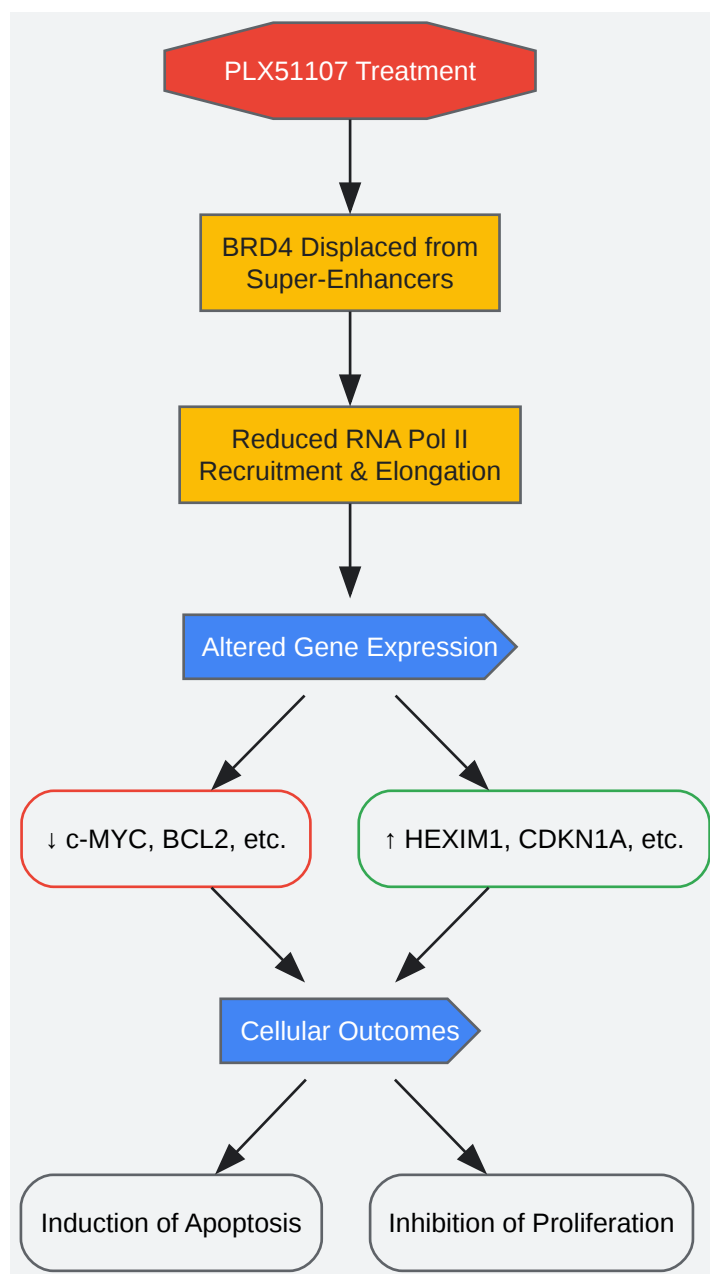 PLX51107 Treatment
BRD4 Displaced from
Super-Enhancers
Reduced RNA Pol II
Recruitment & Elongation
Altered Gene Expression
↓ c-MYC, BCL2, etc.
↑ HEXIM1, CDKN1A, etc.
Cellular Outcomes
Induction of Apoptosis
Inhibition of Proliferation